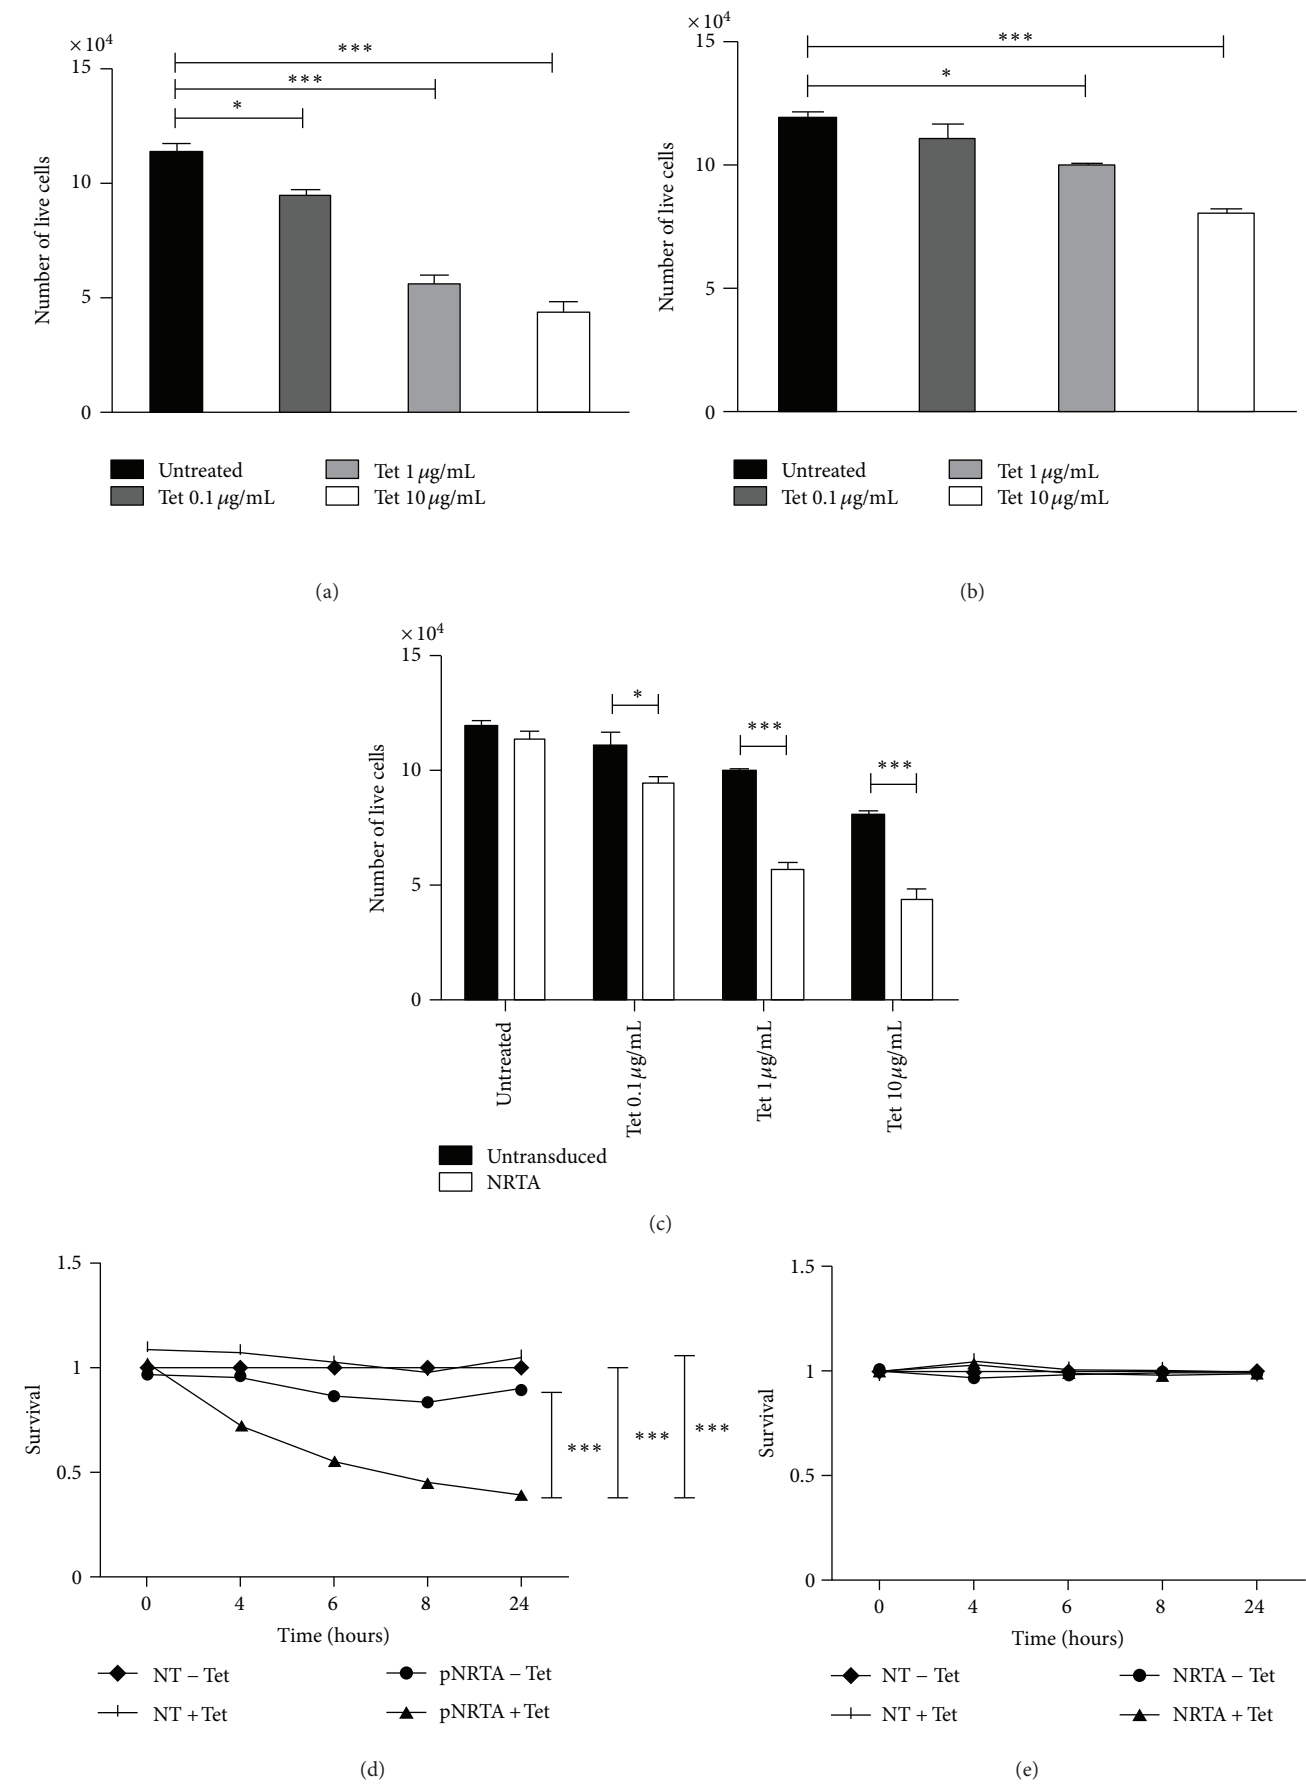 ×10⁴
15
10
5
0
Number of live cells
***
***
*
Untreated
Tet 0.1 μg/mL
Tet 1 μg/mL
Tet 10 μg/mL
(a)
×10⁴
15
10
5
0
Number of live cells
***
*
Untreated
Tet 0.1 μg/mL
Tet 1 μg/mL
Tet 10 μg/mL
(b)
×10⁴
15
10
5
0
Number of live cells
*
***
***
Untreated
Tet 0.1 μg/mL
Tet 1 μg/mL
Tet 10 μg/mL
Untransduced
NRTA
(c)
1.5
1
0.5
0
Survival
***
***
***
0 4 6 8 24
Time (hours)
NT − Tet
NT + Tet
pNRTA − Tet
pNRTA + Tet
(d)
1.5
1
0.5
0
Survival
0 4 6 8 24
Time (hours)
NT − Tet
NT + Tet
NRTA − Tet
NRTA + Tet
(e)